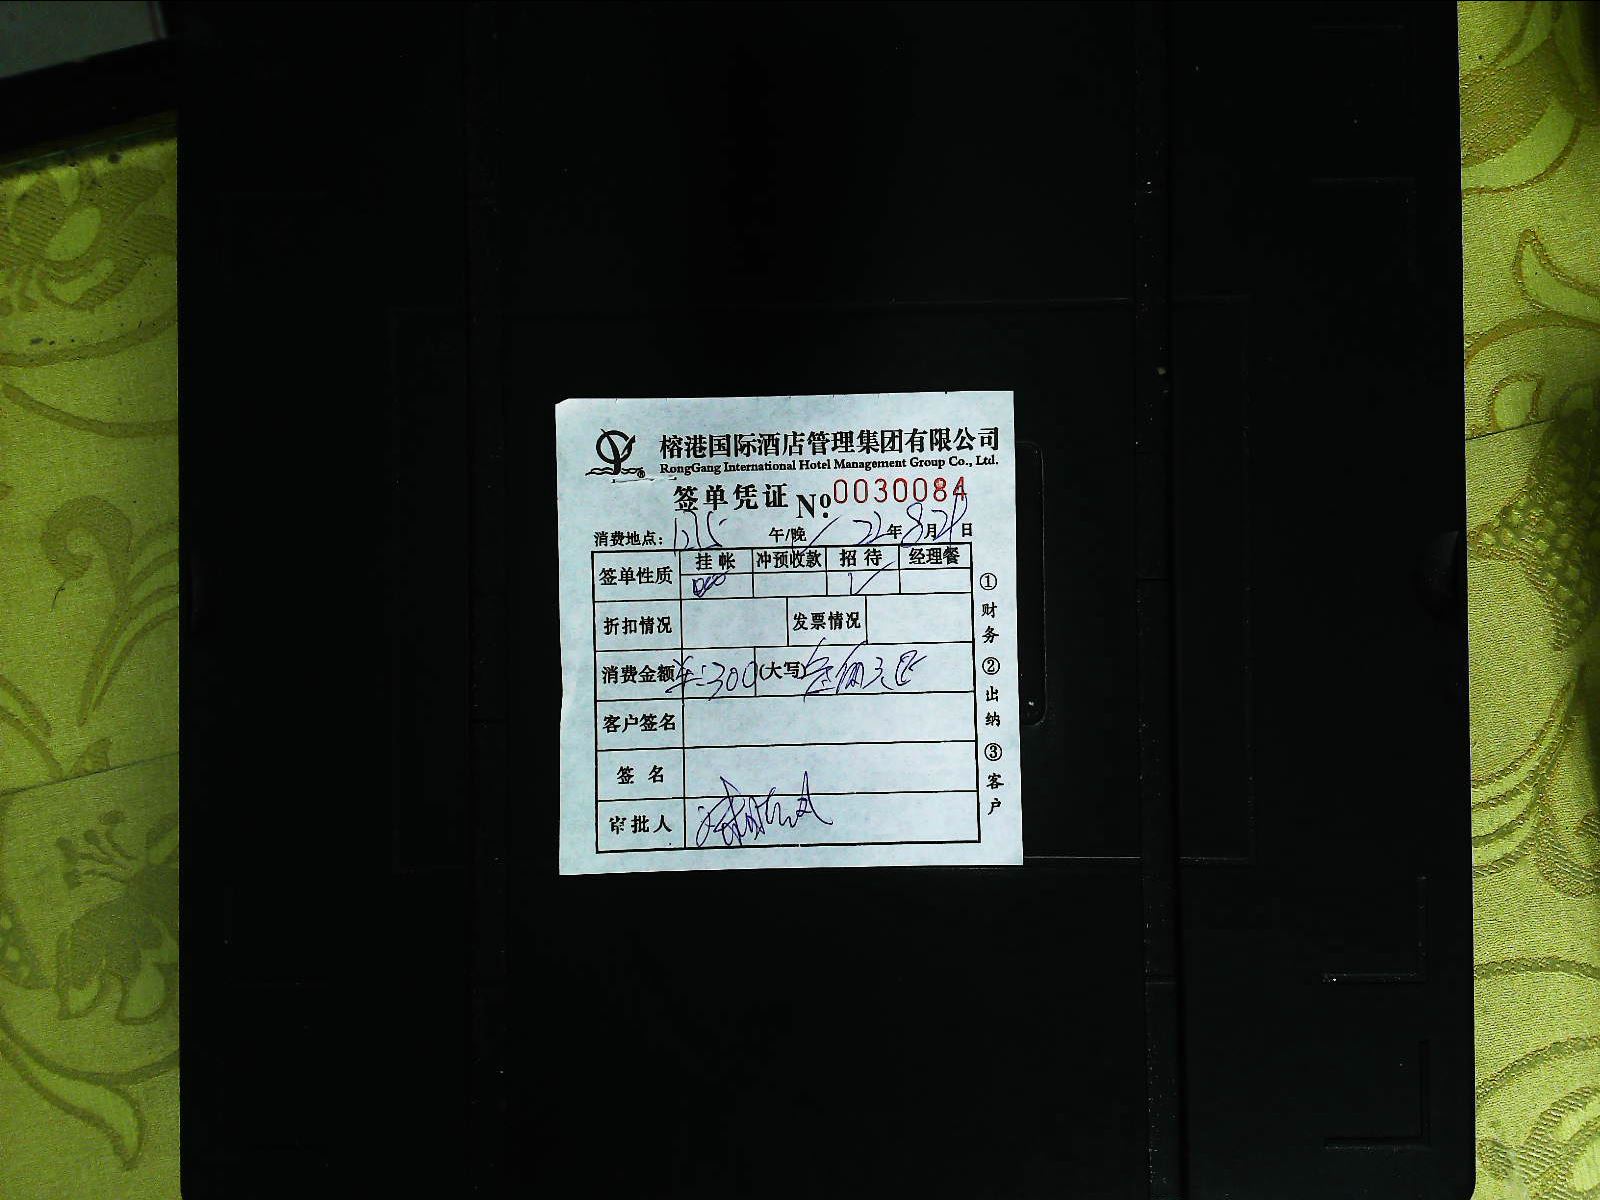 榕港国际酒店管理集团有限公司
RongGang International Hotel Management Group Co., Ltd.
签单凭证 №.0030084
消费地点: 午/晚 22年8月 日
签单性质 挂帐 冲预收款 招待 经理餐
折扣情况 发票情况
消费金额 ¥:300 (大写)
客户签名
签名
审批人
①财务 ②出纳 ③客户